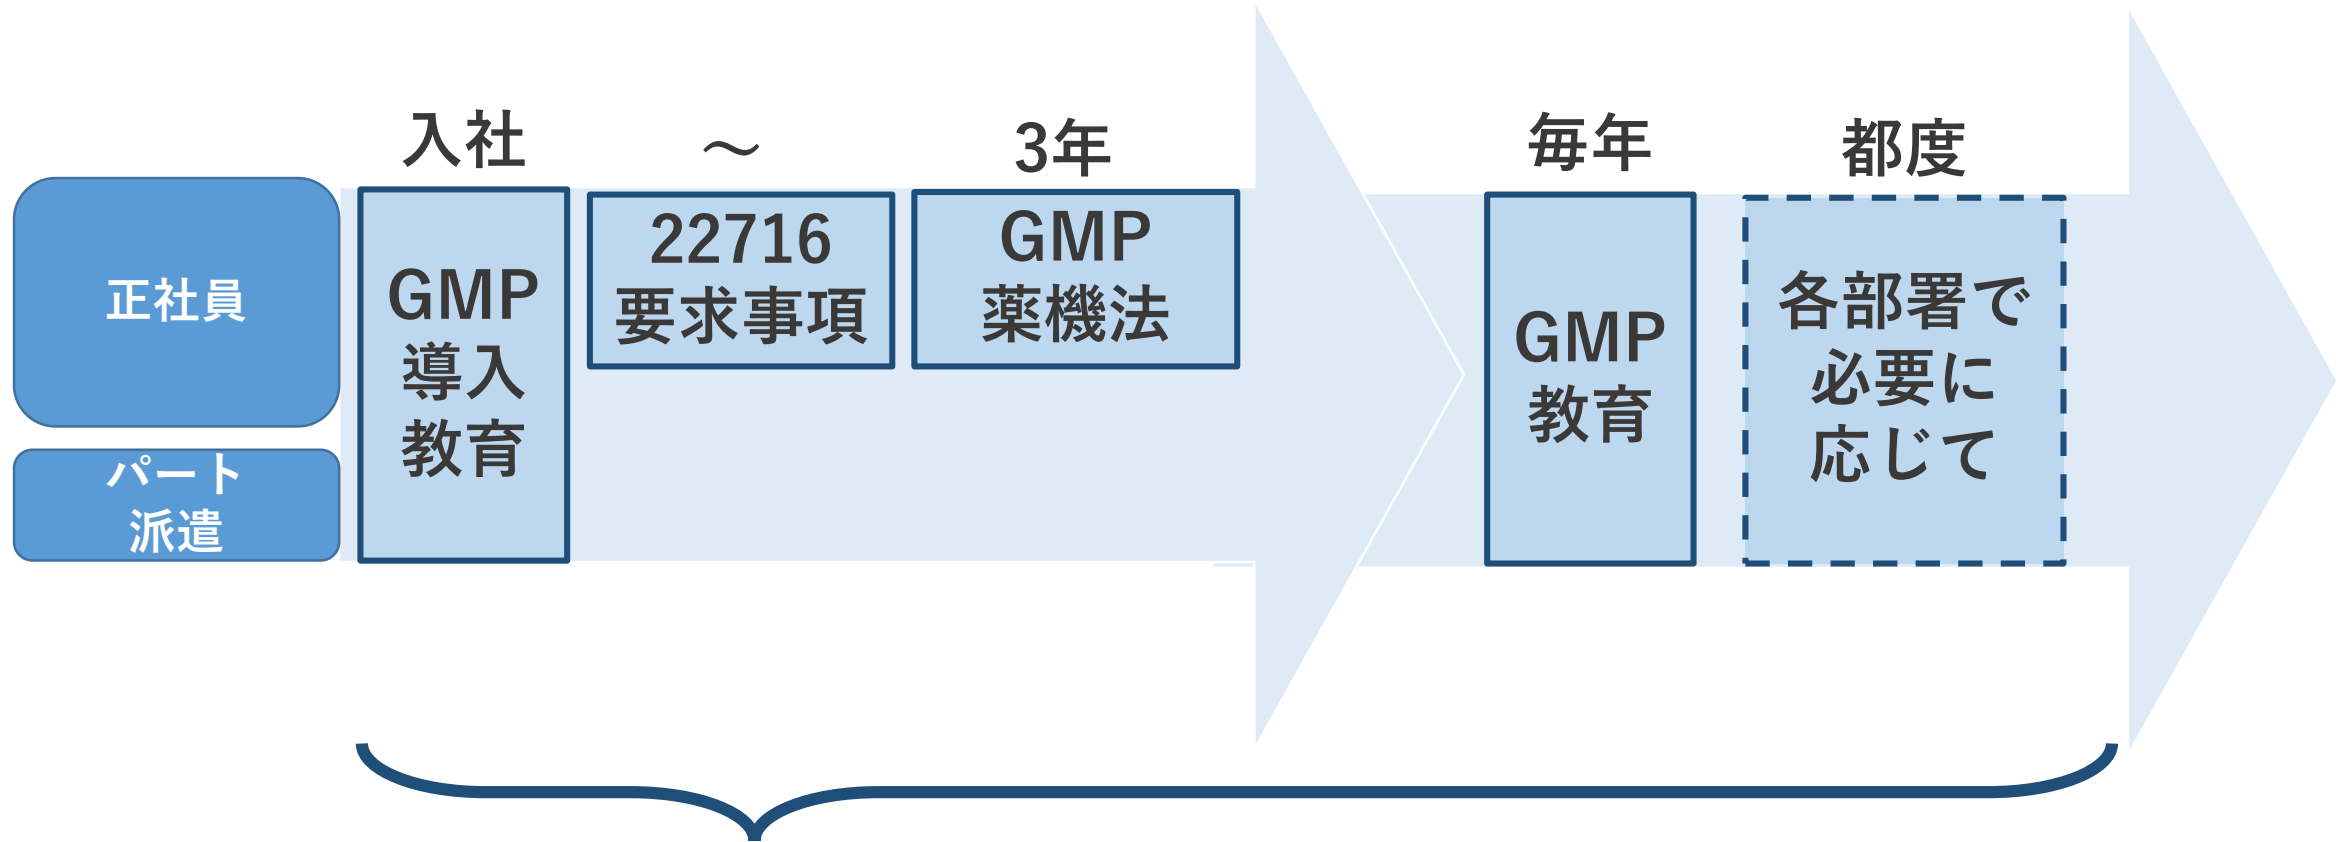 入社
～
3年
毎年
都度
正社員
パート
派遣
GMP
導入
教育
22716
要求事項
GMP
薬機法
GMP
教育
各部署で
必要に
応じて